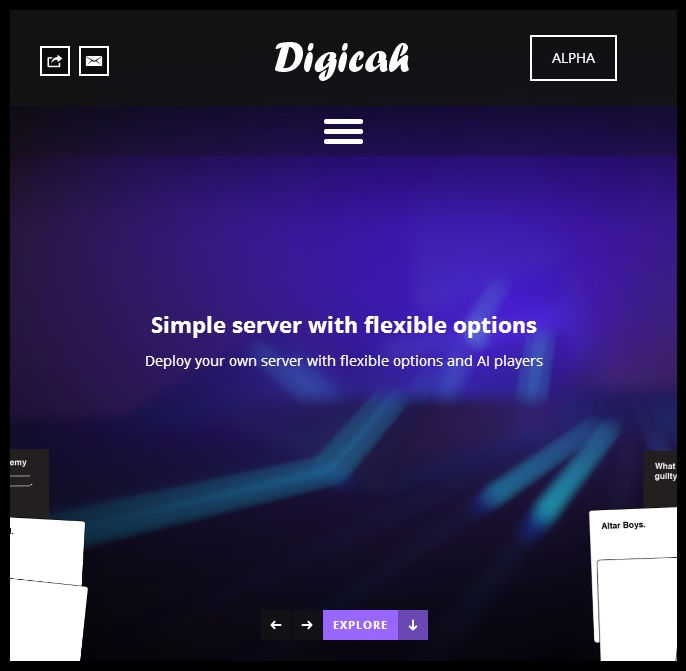 Digicah
ALPHA
Simple server with flexible options
Deploy your own server with flexible options and AI players
emy
What
guilty
Altar Boys.
EXPLORE